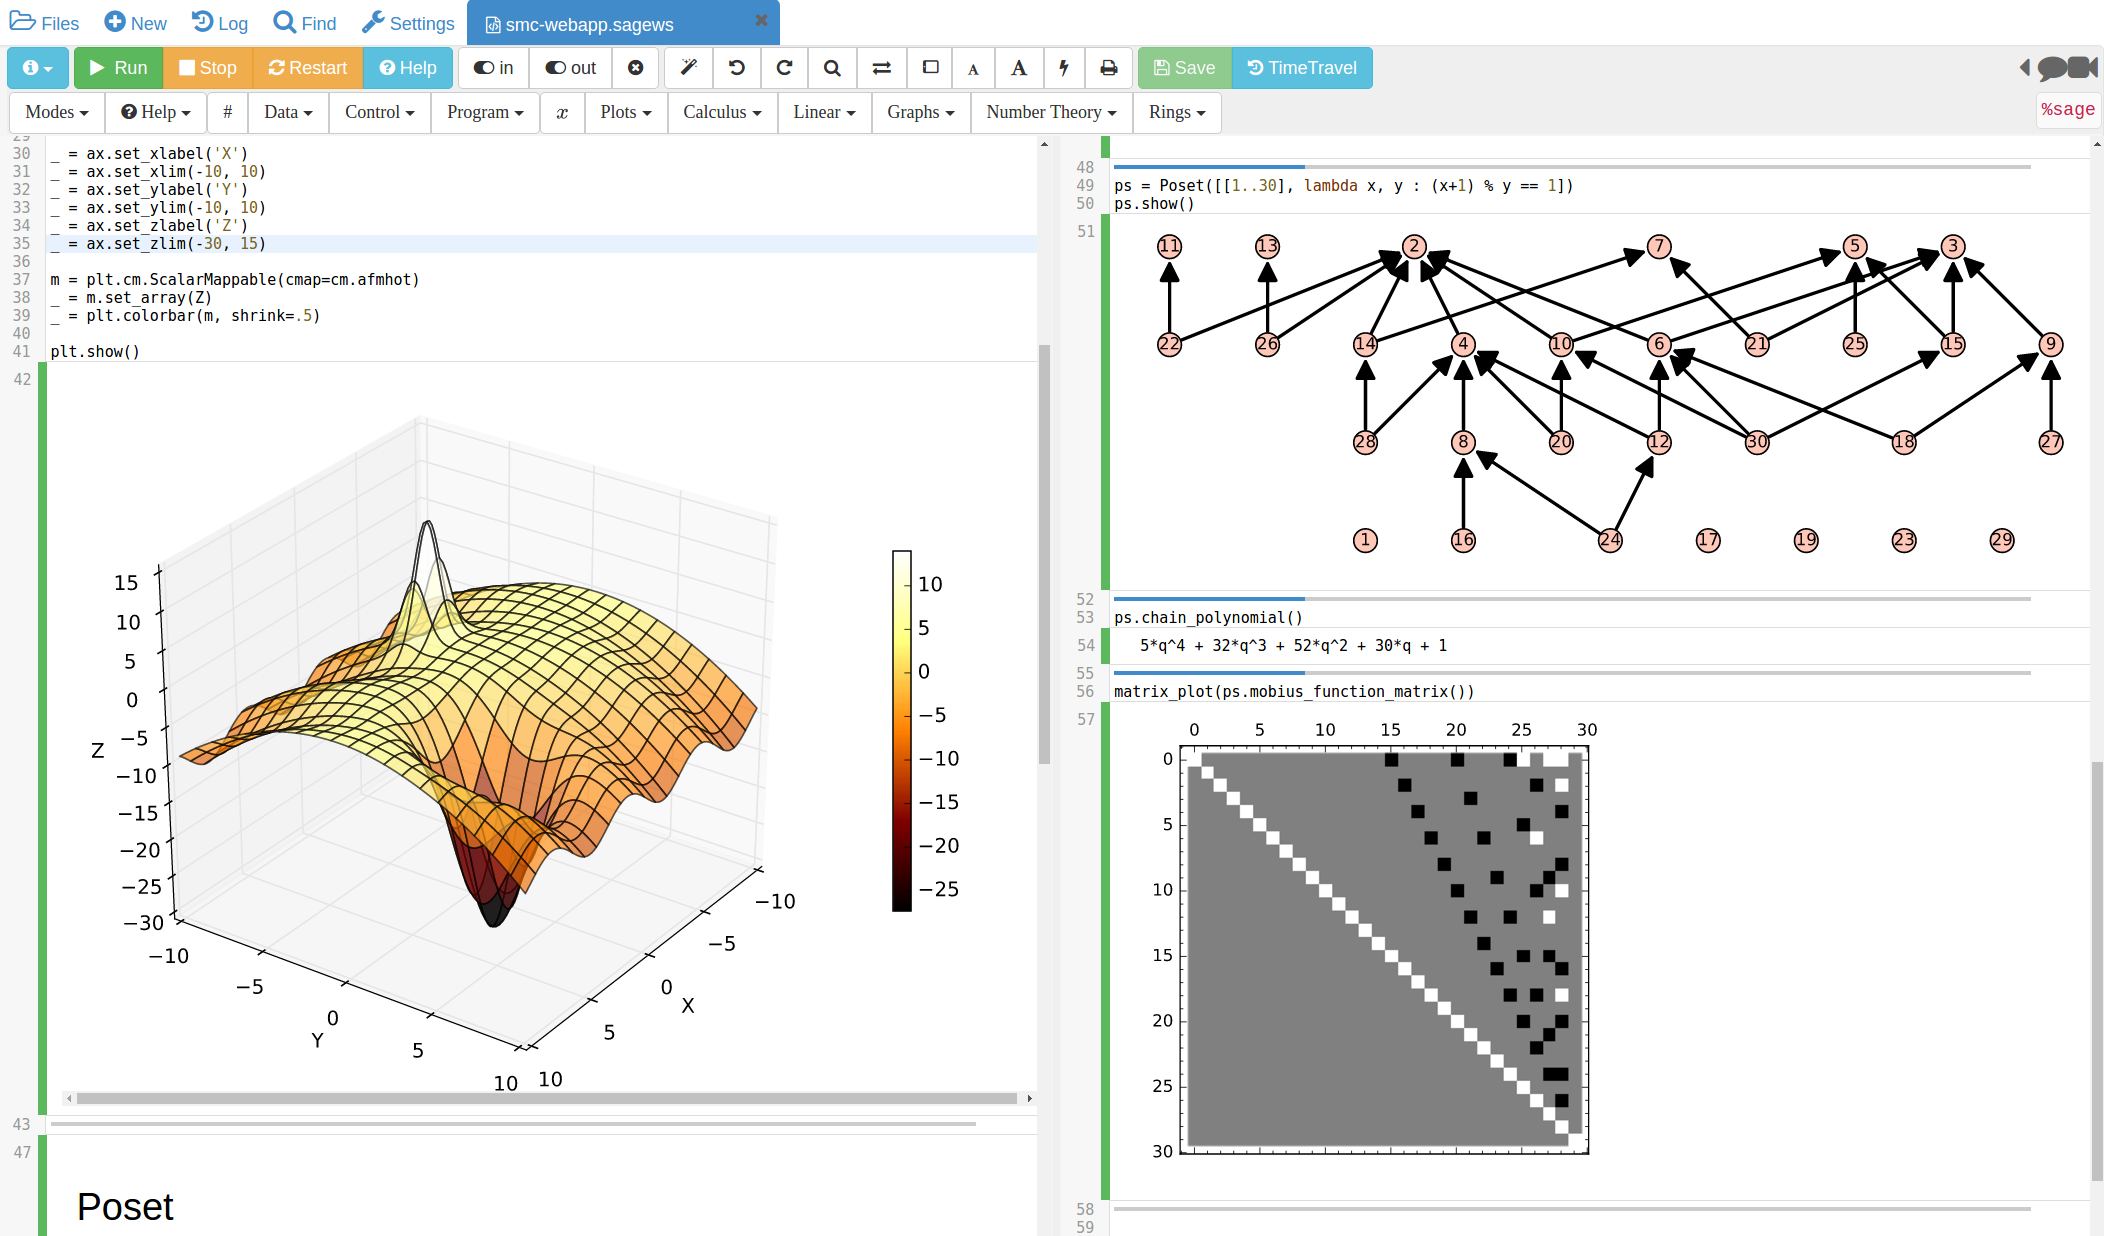 Files New Log Find Settings smc-webapp.sagews
Run Stop Restart Help in out A A Save TimeTravel
Modes Help # Data Control Program x Plots Calculus Linear Graphs Number Theory Rings %sage
29
30 _ = ax.set_xlabel('X')
31 _ = ax.set_xlim(-10, 10)
32 _ = ax.set_ylabel('Y')
33 _ = ax.set_ylim(-10, 10)
34 _ = ax.set_zlabel('Z')
35 _ = ax.set_zlim(-30, 15)
36
37 m = plt.cm.ScalarMappable(cmap=cm.afmhot)
38 _ = m.set_array(Z)
39 _ = plt.colorbar(m, shrink=.5)
40
41 plt.show()
42
15
10
5
0
−5
−10
−15
−20
−25
−30
Z
−10
−5
0
5
10
Y
10
5
0
−5
−10
X
10
5
0
−5
−10
−15
−20
−25
43
47
Poset
48
49 ps = Poset([[1..30], lambda x, y : (x+1) % y == 1])
50 ps.show()
51
11 13 2 7 5 3
22 26 14 4 10 6 21 25 15 9
28 8 20 12 30 18 27
1 16 24 17 19 23 29
52
53 ps.chain_polynomial()
54 5*q^4 + 32*q^3 + 52*q^2 + 30*q + 1
55
56 matrix_plot(ps.mobius_function_matrix())
57
0 5 10 15 20 25 30
0
5
10
15
20
25
30
58
59